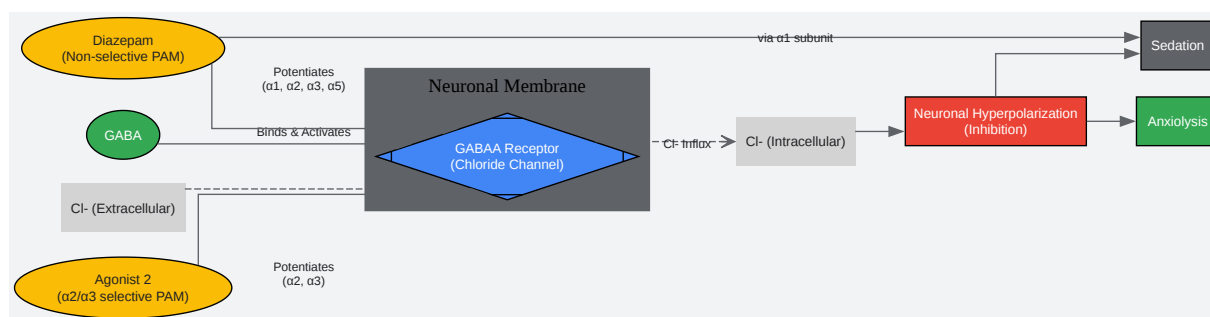 Diazepam
(Non-selective PAM)
via α1 subunit
Sedation
Potentiates
(α1, α2, α3, α5)
Neuronal Membrane
GABA
Binds & Activates
GABAA Receptor
(Chloride Channel)
Cl- Influx
Cl- (Intracellular)
Neuronal Hyperpolarization
(Inhibition)
Anxiolysis
Cl- (Extracellular)
Potentiates
(α2, α3)
Agonist 2
(α2/α3 selective PAM)